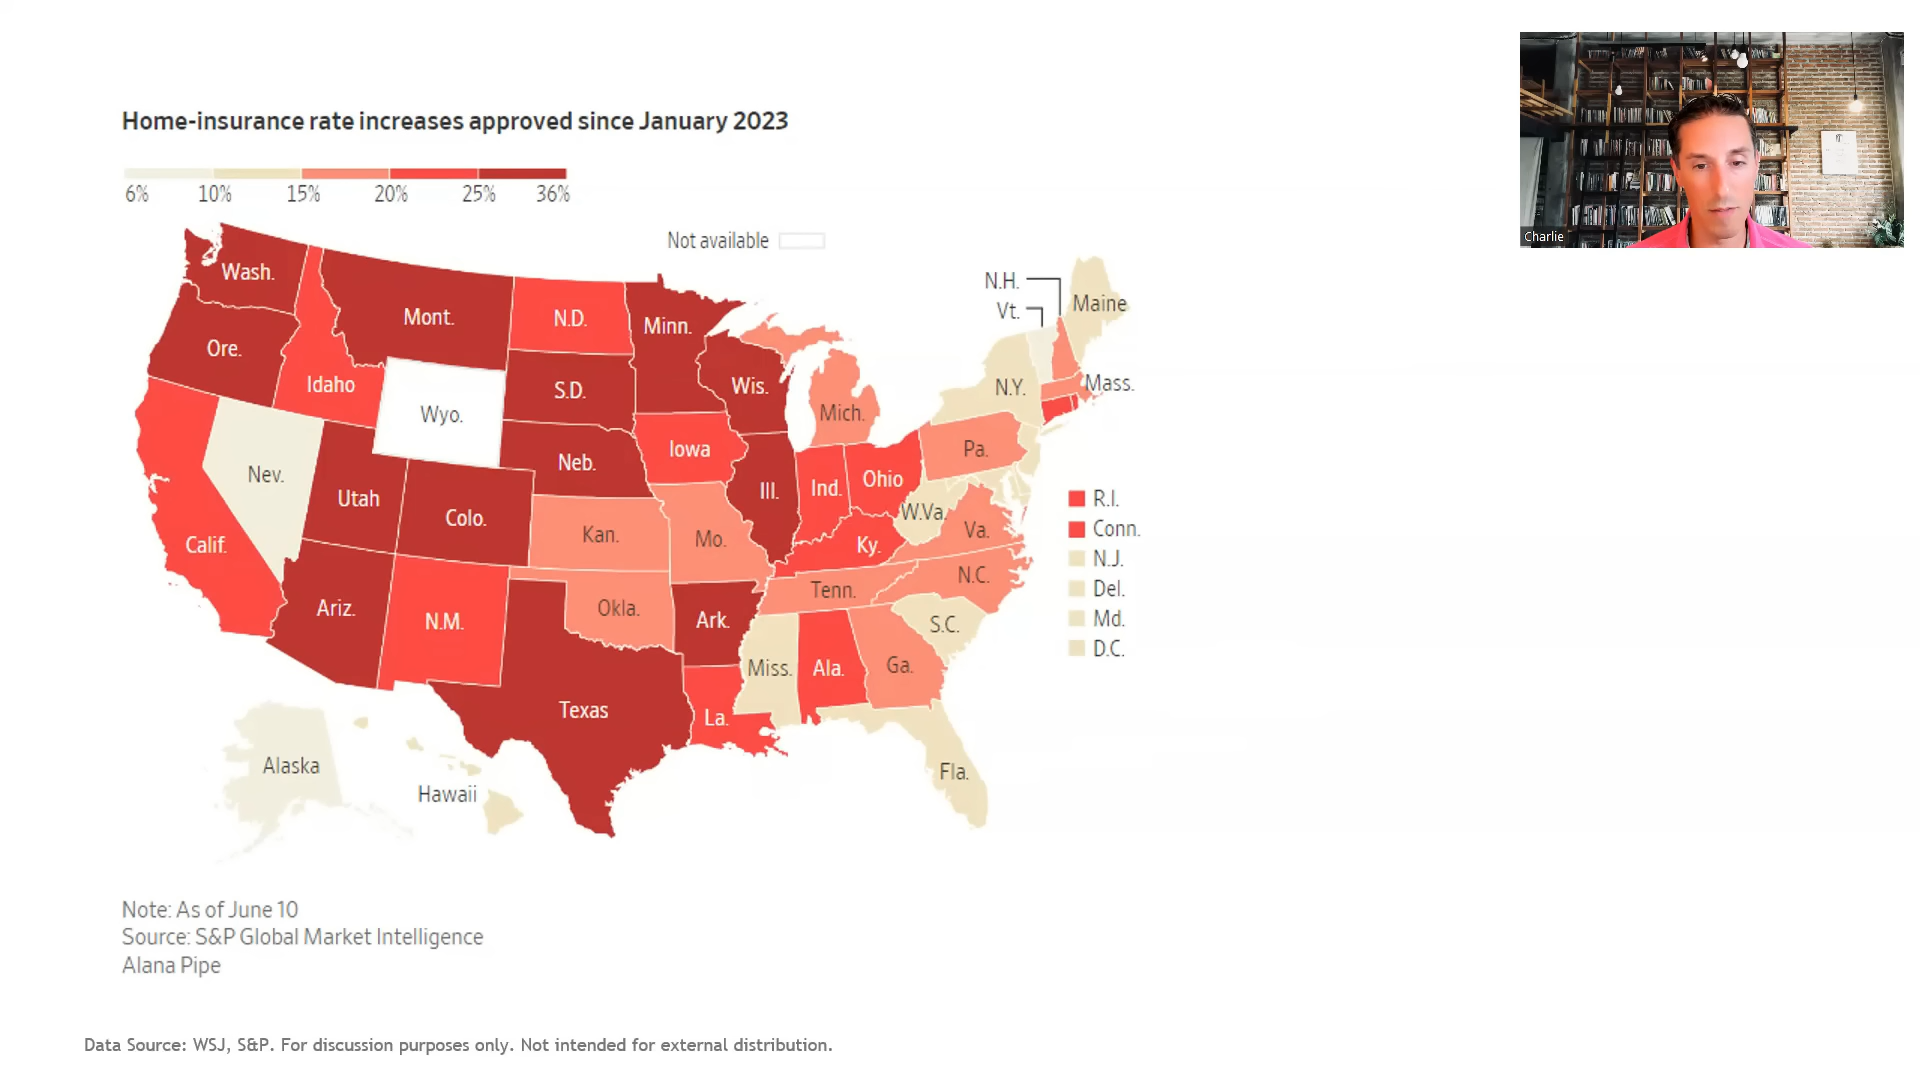 Home-insurance rate increases approved since January 2023
6% 10% 15% 20% 25% 36%
Not available
Charlie
Wash.
Mont.
N.D.
Minn.
N.H.
Vt.
Maine
Ore.
Idaho
Wyo.
S.D.
Wis.
Mich.
N.Y.
Mass.
Nev.
Utah
Colo.
Neb.
Iowa
Ill.
Ind.
Ohio
Pa.
W.Va.
Va.
Calif.
Kan.
Mo.
Ky.
Ariz.
N.M.
Okla.
Ark.
Tenn.
N.C.
S.C.
Texas
La.
Miss.
Ala.
Ga.
Fla.
Alaska
Hawaii
R.I.
Conn.
N.J.
Del.
Md.
D.C.
Note: As of June 10
Source: S&P Global Market Intelligence
Alana Pipe
Data Source: WSJ, S&P. For discussion purposes only. Not intended for external distribution.